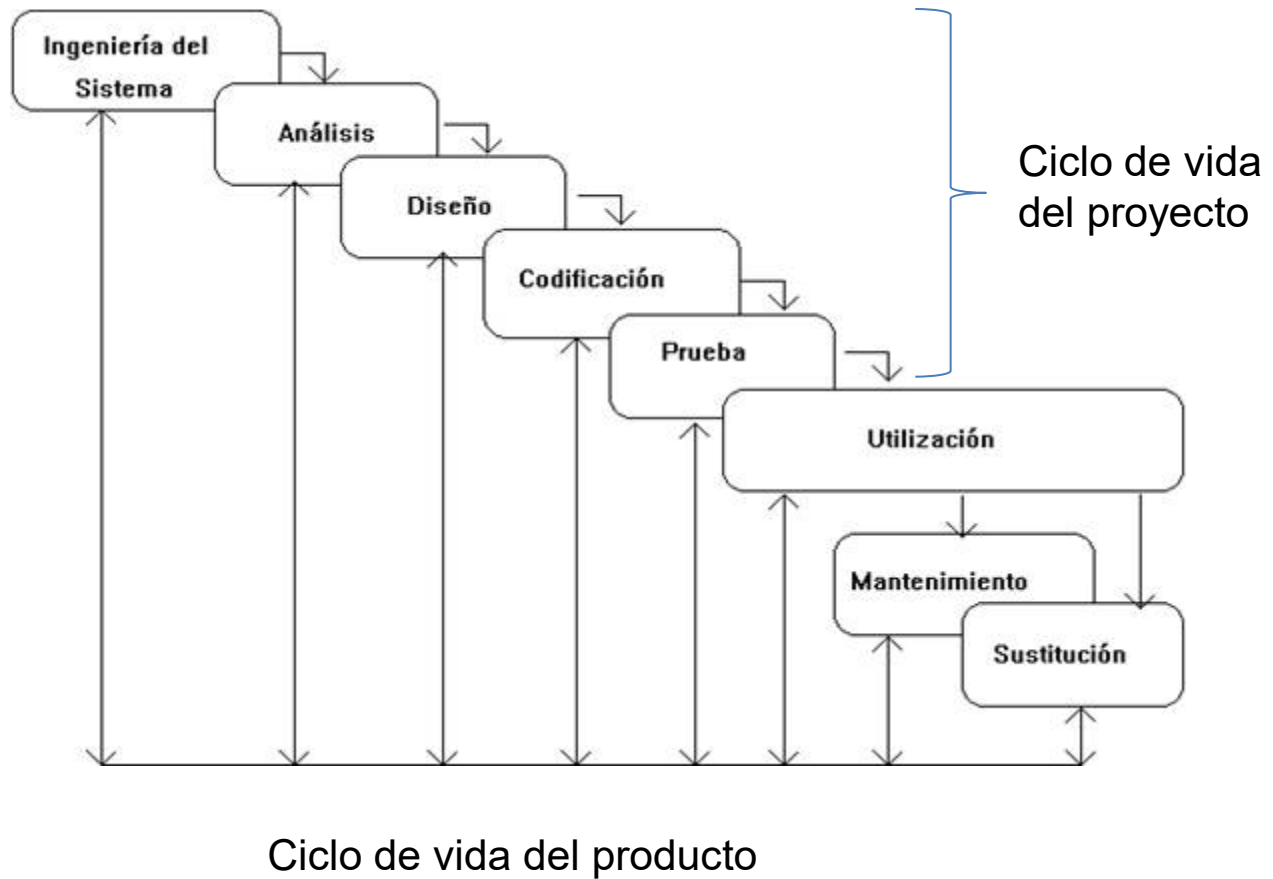 Ingeniería del
Sistema
Análisis
Diseño
Codificación
Prueba
Utilización
Mantenimiento
Sustitución
Ciclo de vida
del proyecto
Ciclo de vida del producto